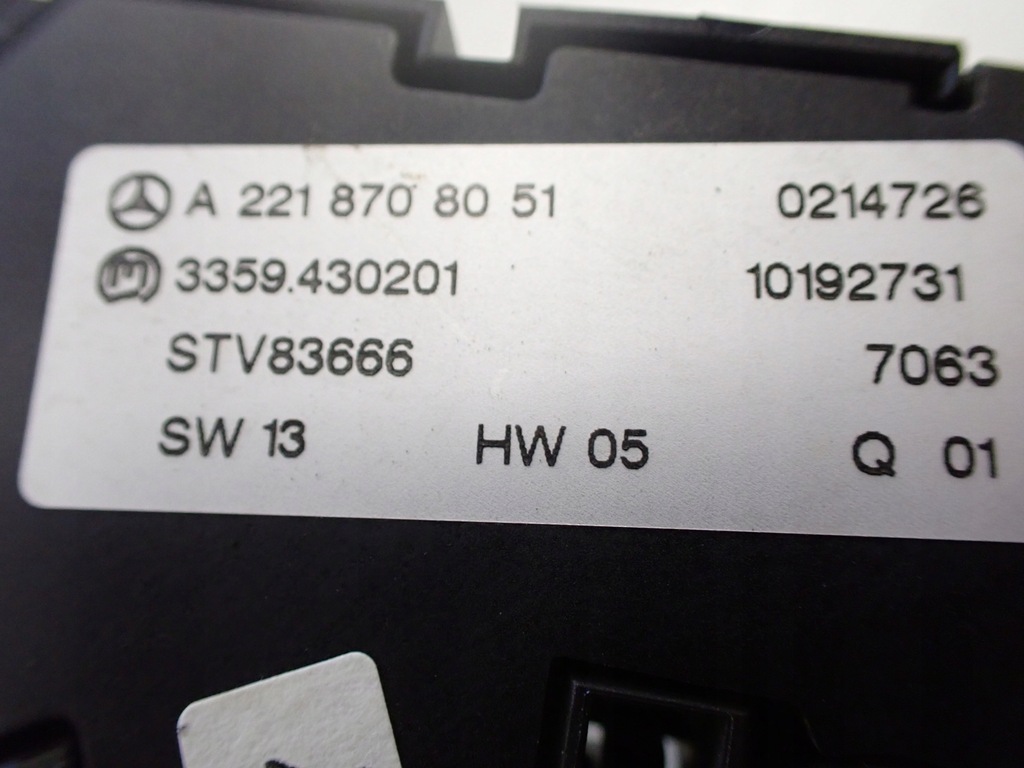 A 221 870 80 51 0214726
3359.430201 10192731
STV83666 7063
SW 13 HW 05 Q 01